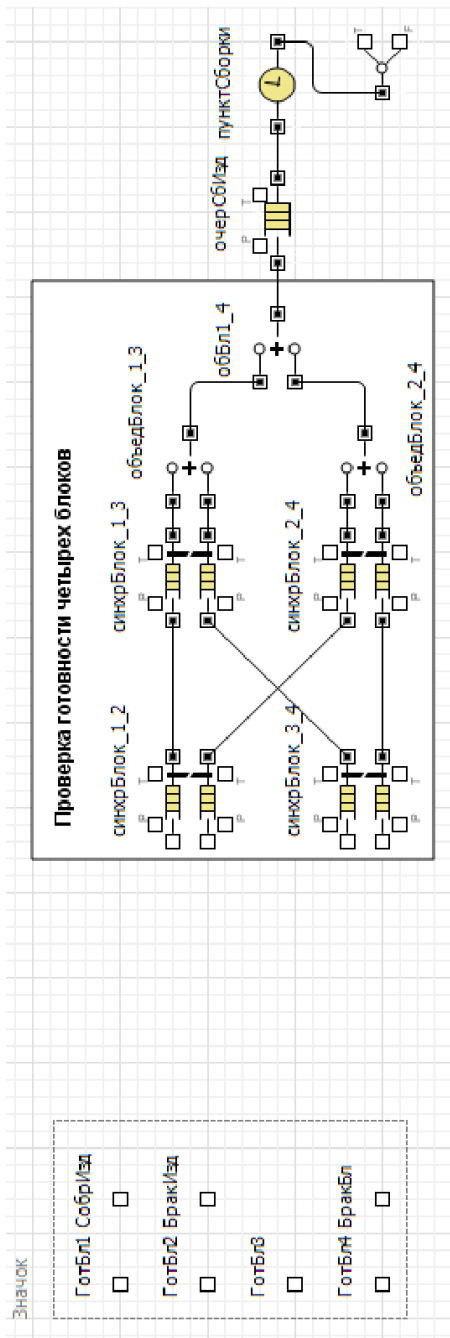 Значок
ГотБл1 СобрИзд
ГотБл2 БракИзд
ГотБл3
ГотБл4 БракБл
Проверка готовности четырех блоков
синхрБлок_1_2
синхрБлок_3_4
синхрБлок_1_3
синхрБлок_2_4
объедБлок_1_3
объедБлок_2_4
обБл1_4
очерСбИзд
пунктСборки
P
T
P
T
P
T
P
T
P
T
P
T
P
T
P
T
P
T
T
F